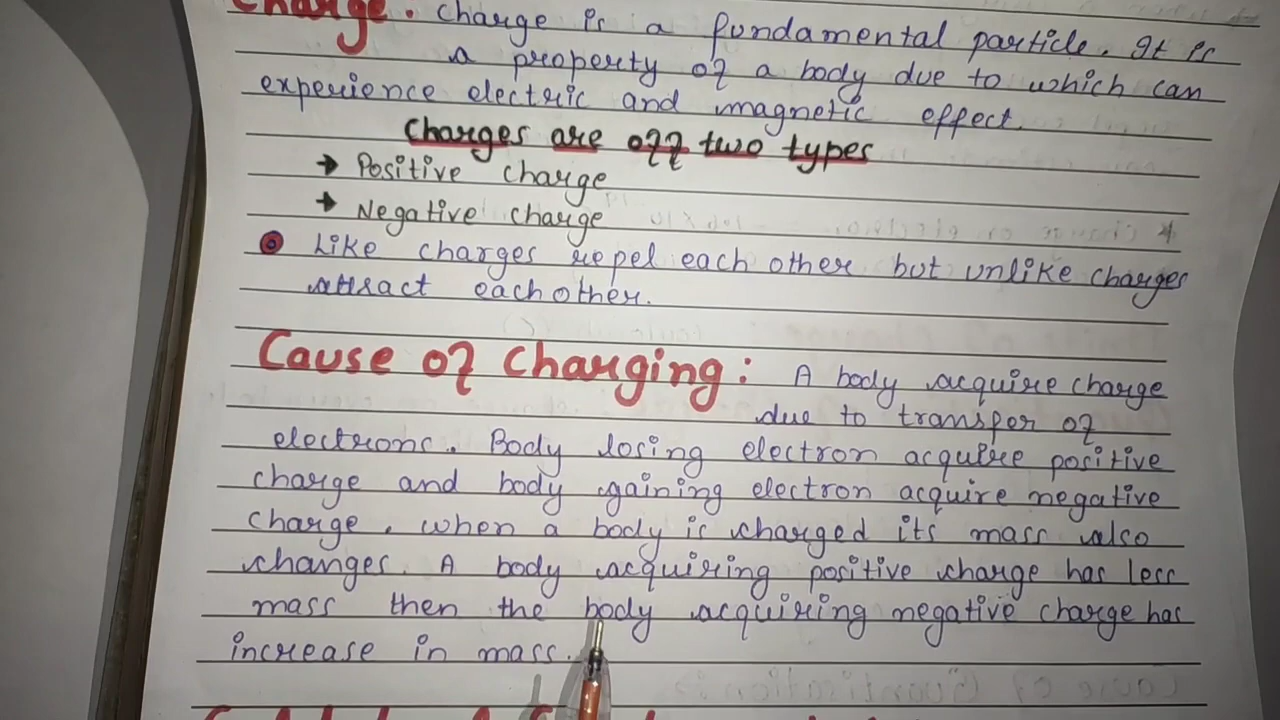 Charge. Charge is a fundamental particle. It is
a property of a body due to which can
experience electric and magnetic effect.
Charges are off two types
→ Positive charge
→ Negative charge
Like charges repel each other but unlike charges
attract each other.
Cause of Charging: A body acquire charge
due to transfer of
electrons. Body losing electron acquire positive
charge and body gaining electron acquire negative
charge. when a body is charged its mass also
changes. A body acquiring positive charge has less
mass then the body acquiring negative charge has
increase in mass.